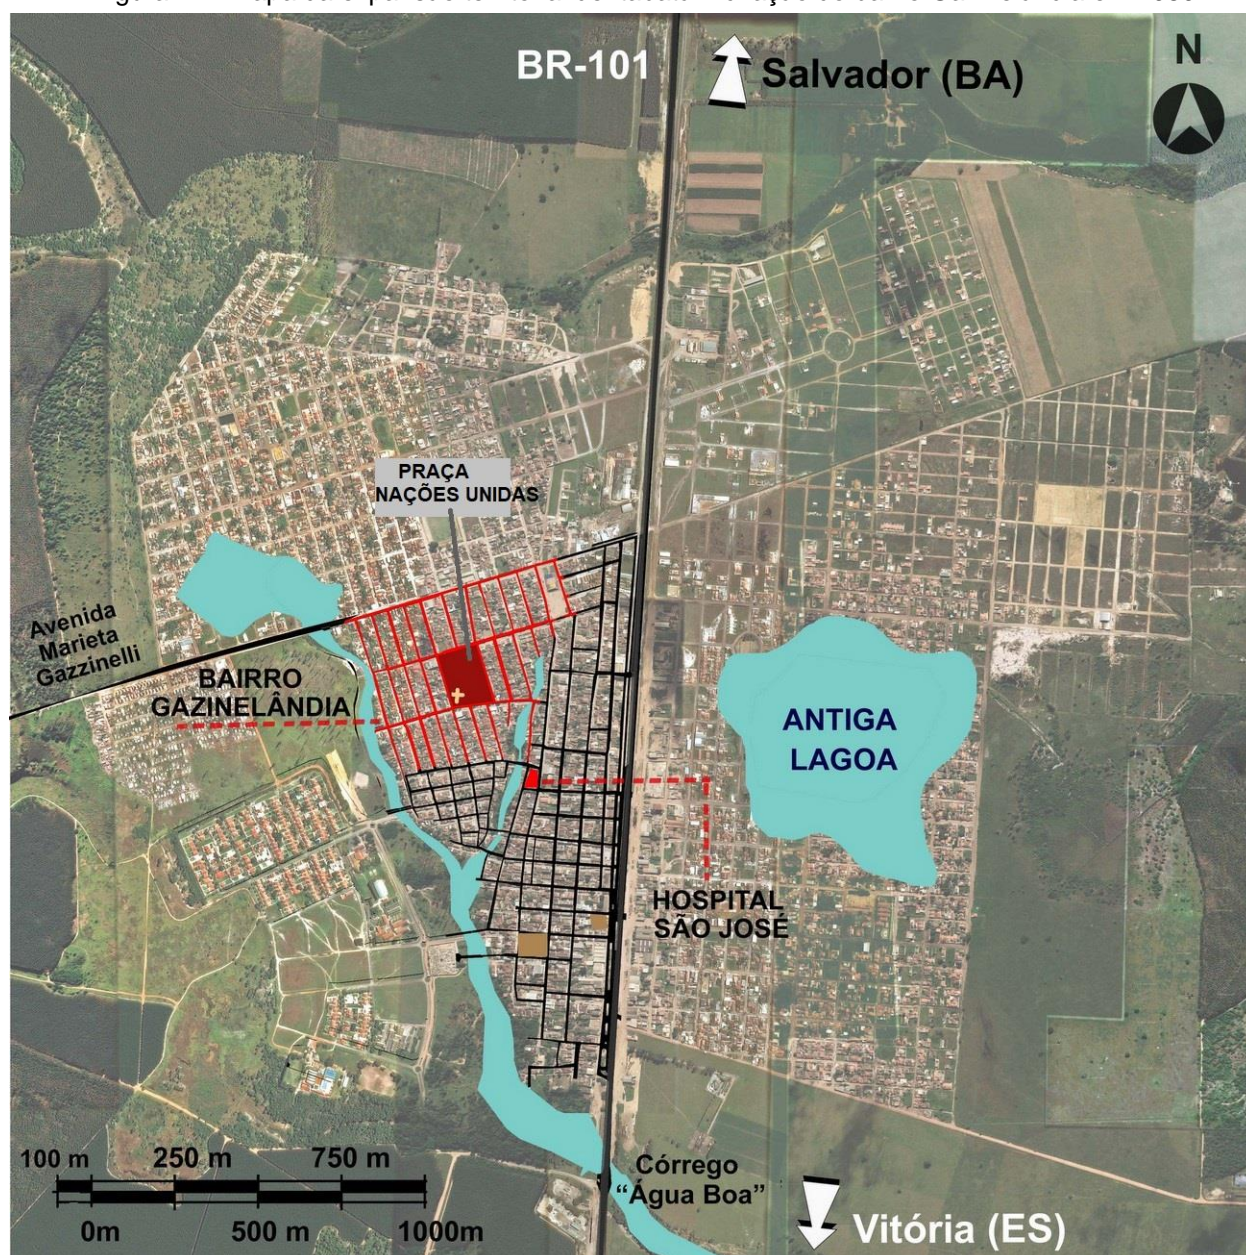 BR-101
Salvador (BA)
N
PRAÇA
NAÇÕES UNIDAS
Avenida
Marieta
Gazzinelli
BAIRRO
GAZINELÂNDIA
ANTIGA
LAGOA
HOSPITAL
SÃO JOSÉ
100 m 250 m 750 m
0m 500 m 1000m
Córrego
“Água Boa”
Vitória (ES)